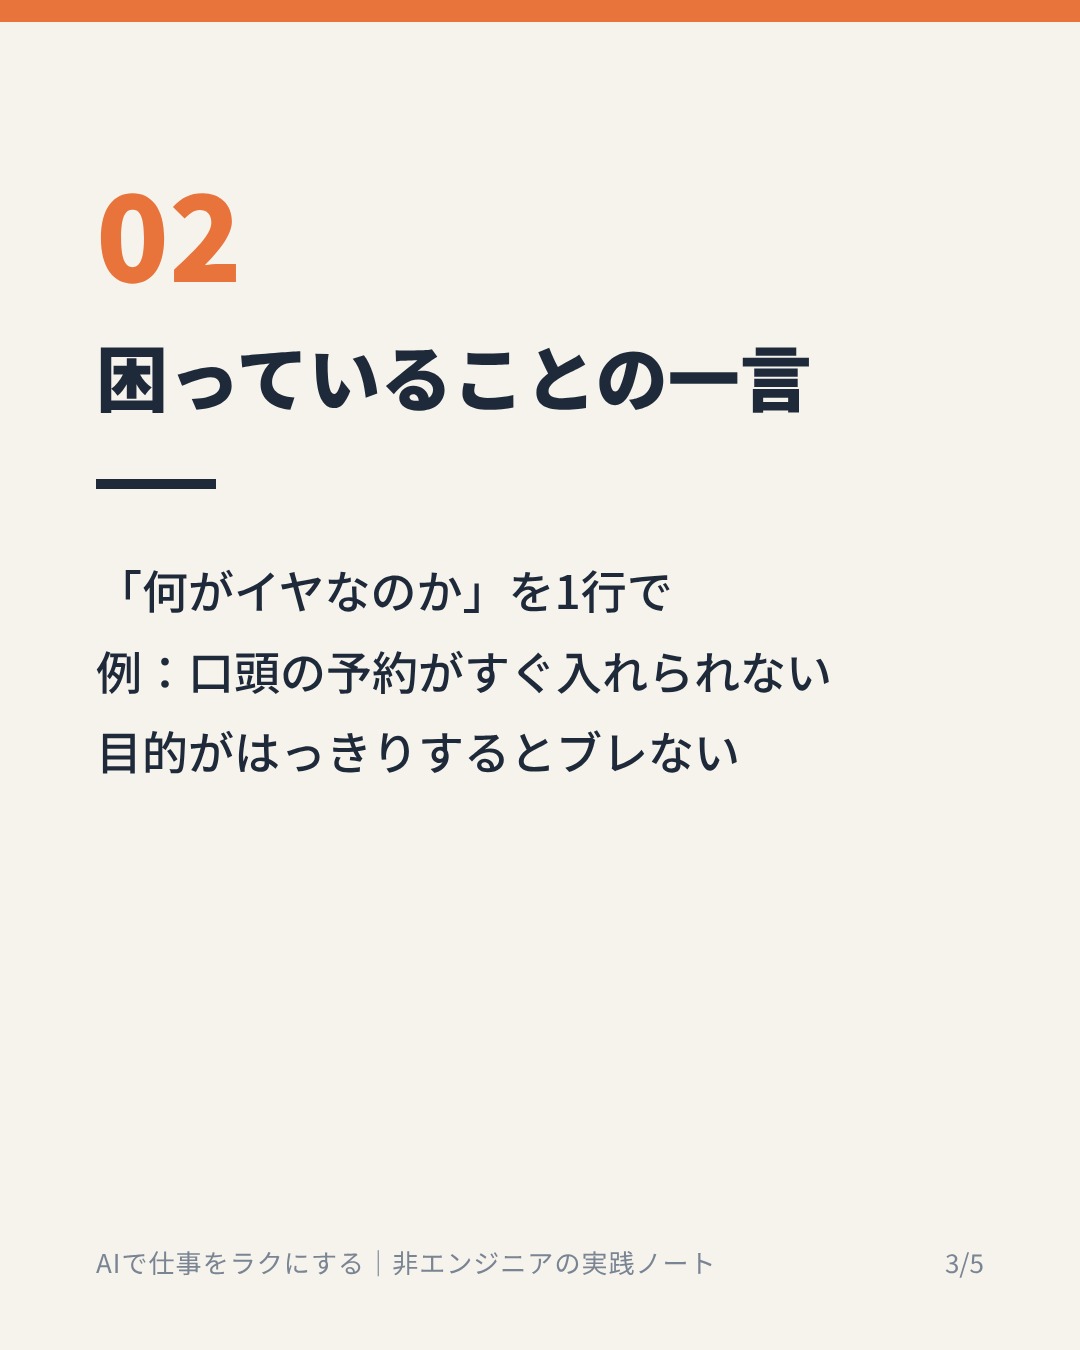 02
困っていることの一言
「何がイヤなのか」を1行で
例：口頭の予約がすぐ入れられない
目的がはっきりするとブレない
AIで仕事をラクにする｜非エンジニアの実践ノート
3/5